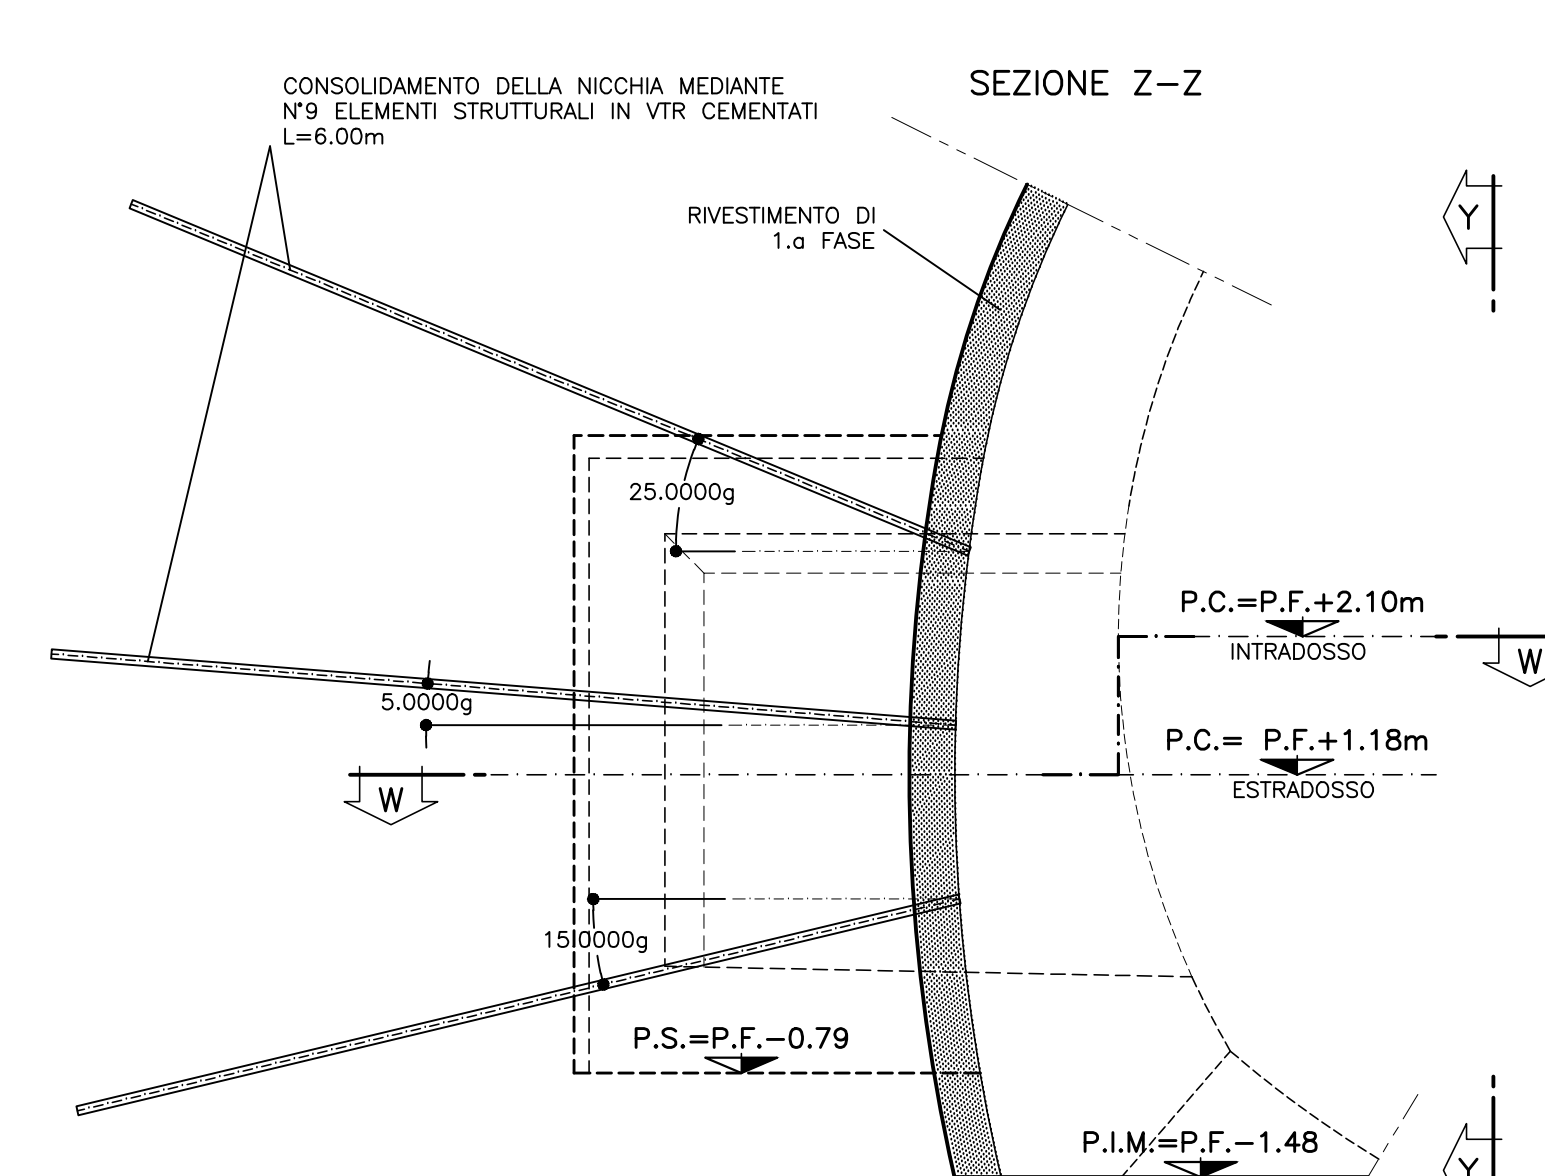 SEZIONE Z-Z
CONSOLIDAMENTO DELLA NICCHIA MEDIANTE
N°9 ELEMENTI STRUTTURALI IN VTR CEMENTATI
L=6.00m
RIVESTIMENTO DI
1.a FASE
Y
25.0000g
P.C.=P.F.+2.10m
INTRADOSSO
W
5.0000g
P.C.= P.F.+1.18m
ESTRADOSSO
W
15.0000g
P.S.=P.F.-0.79
P.I.M.=P.F.-1.48
Y